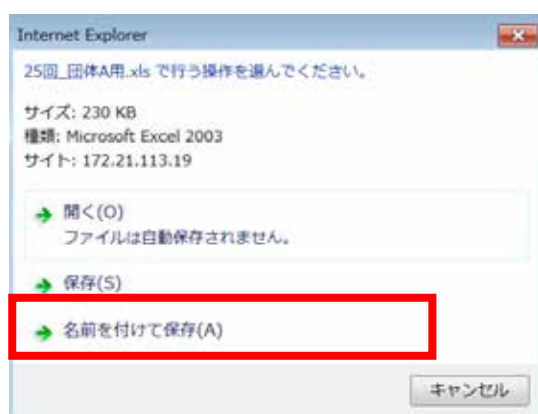 Internet Explorer
25回_団体A用.xls で行う操作を選んでください。
サイズ: 230 KB
種類: Microsoft Excel 2003
サイト: 172.21.113.19
開く(O)
ファイルは自動保存されません。
保存(S)
名前を付けて保存(A)
キャンセル